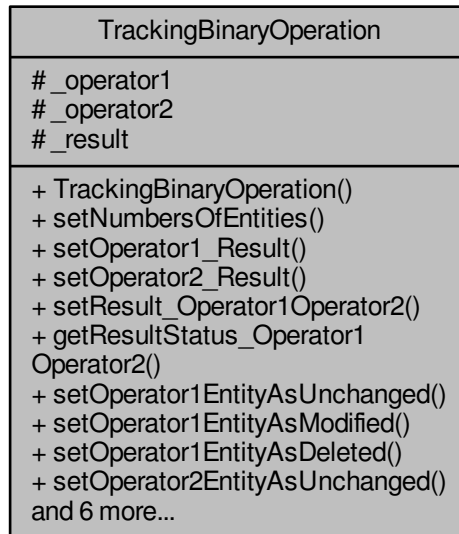 TrackingBinaryOperation
# _operator1
# _operator2
# _result
+ TrackingBinaryOperation()
+ setNumbersOfEntities()
+ setOperator1_Result()
+ setOperator2_Result()
+ setResult_Operator1Operator2()
+ getResultStatus_Operator1
Operator2()
+ setOperator1EntityAsUnchanged()
+ setOperator1EntityAsModified()
+ setOperator1EntityAsDeleted()
+ setOperator2EntityAsUnchanged()
and 6 more...